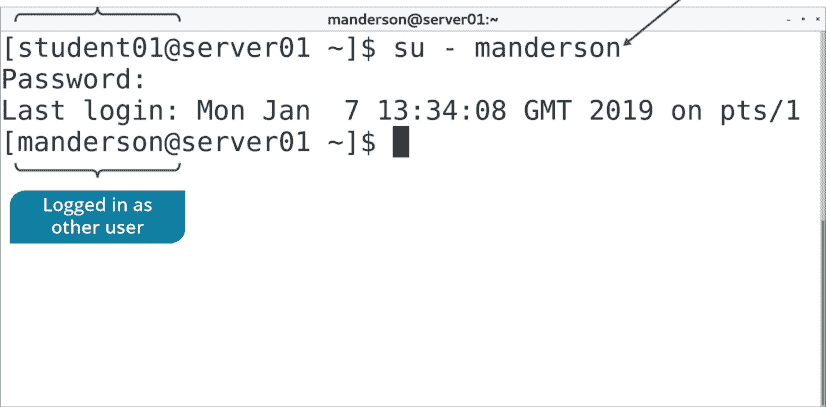 manderson@server01:~
[student01@server01 ~]$ su - manderson
Password:
Last login: Mon Jan  7 13:34:08 GMT 2019 on pts/1
[manderson@server01 ~]$
Logged in as
other user